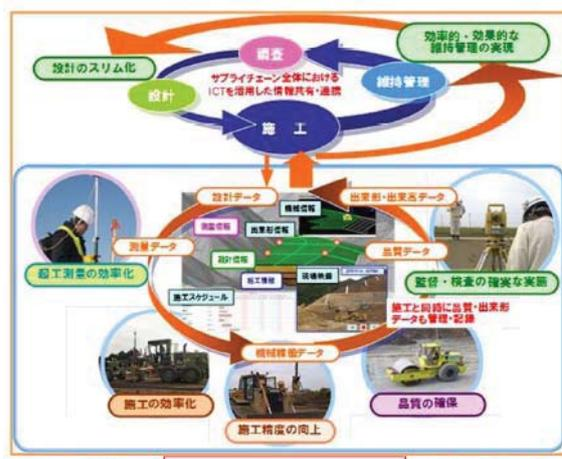 調査
効率的・効果的な
維持管理の実現
設計のスリム化
サプライチェーン全体における
ICTを活用した情報共有・連携
設計
維持管理
施 工
設計データ
出来形・出来高データ
機械情報
測量情報
出来形情報
測量データ
品質データ
設計情報
起工測量の効率化
監督・検査の確実な実施
施工情報
現場映像
施工スケジュール
施工と同時に品質・出来形
データも管理・記録
機械稼働データ
施工の効率化
品質の確保
施工精度の向上